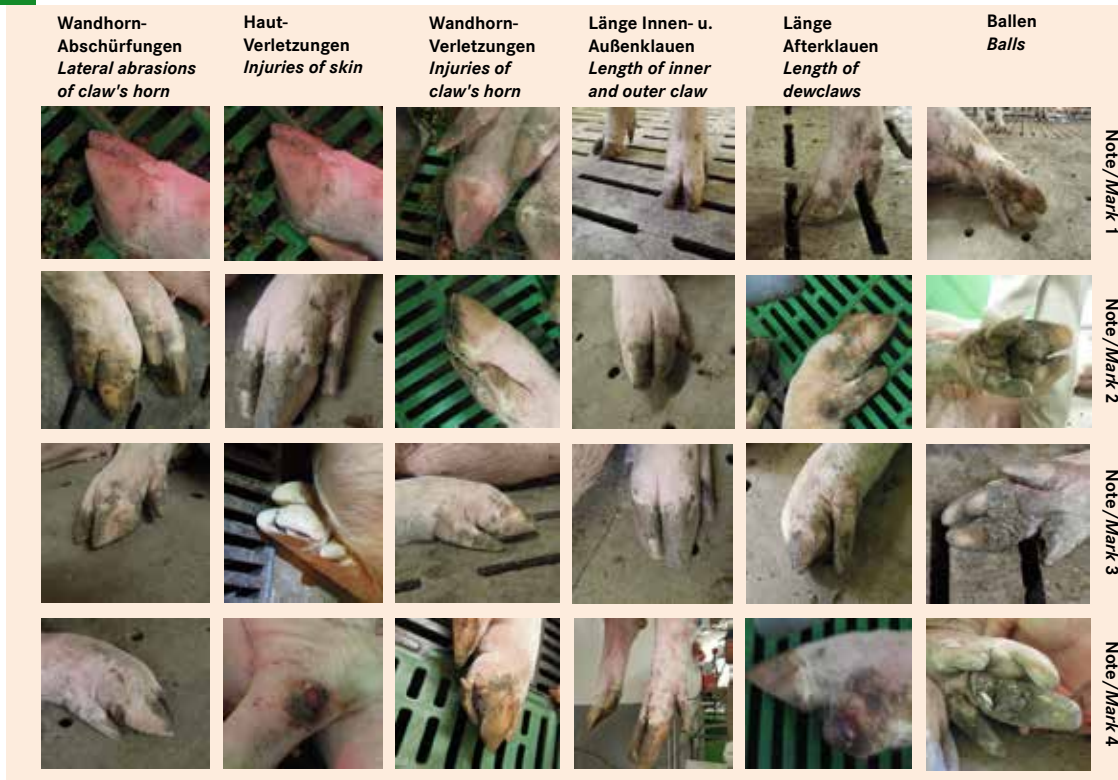 Wandhorn-
Abschürfungen
Lateral abrasions
of claw's horn
Haut-
Verletzungen
Injuries of skin
Wandhorn-
Verletzungen
Injuries of
claw's horn
Länge Innen- u.
Außenklauen
Length of inner
and outer claw
Länge
Afterklauen
Length of
dewclaws
Ballen
Balls
Note/Mark 1
Note/Mark 2
Note/Mark 3
Note/Mark 4